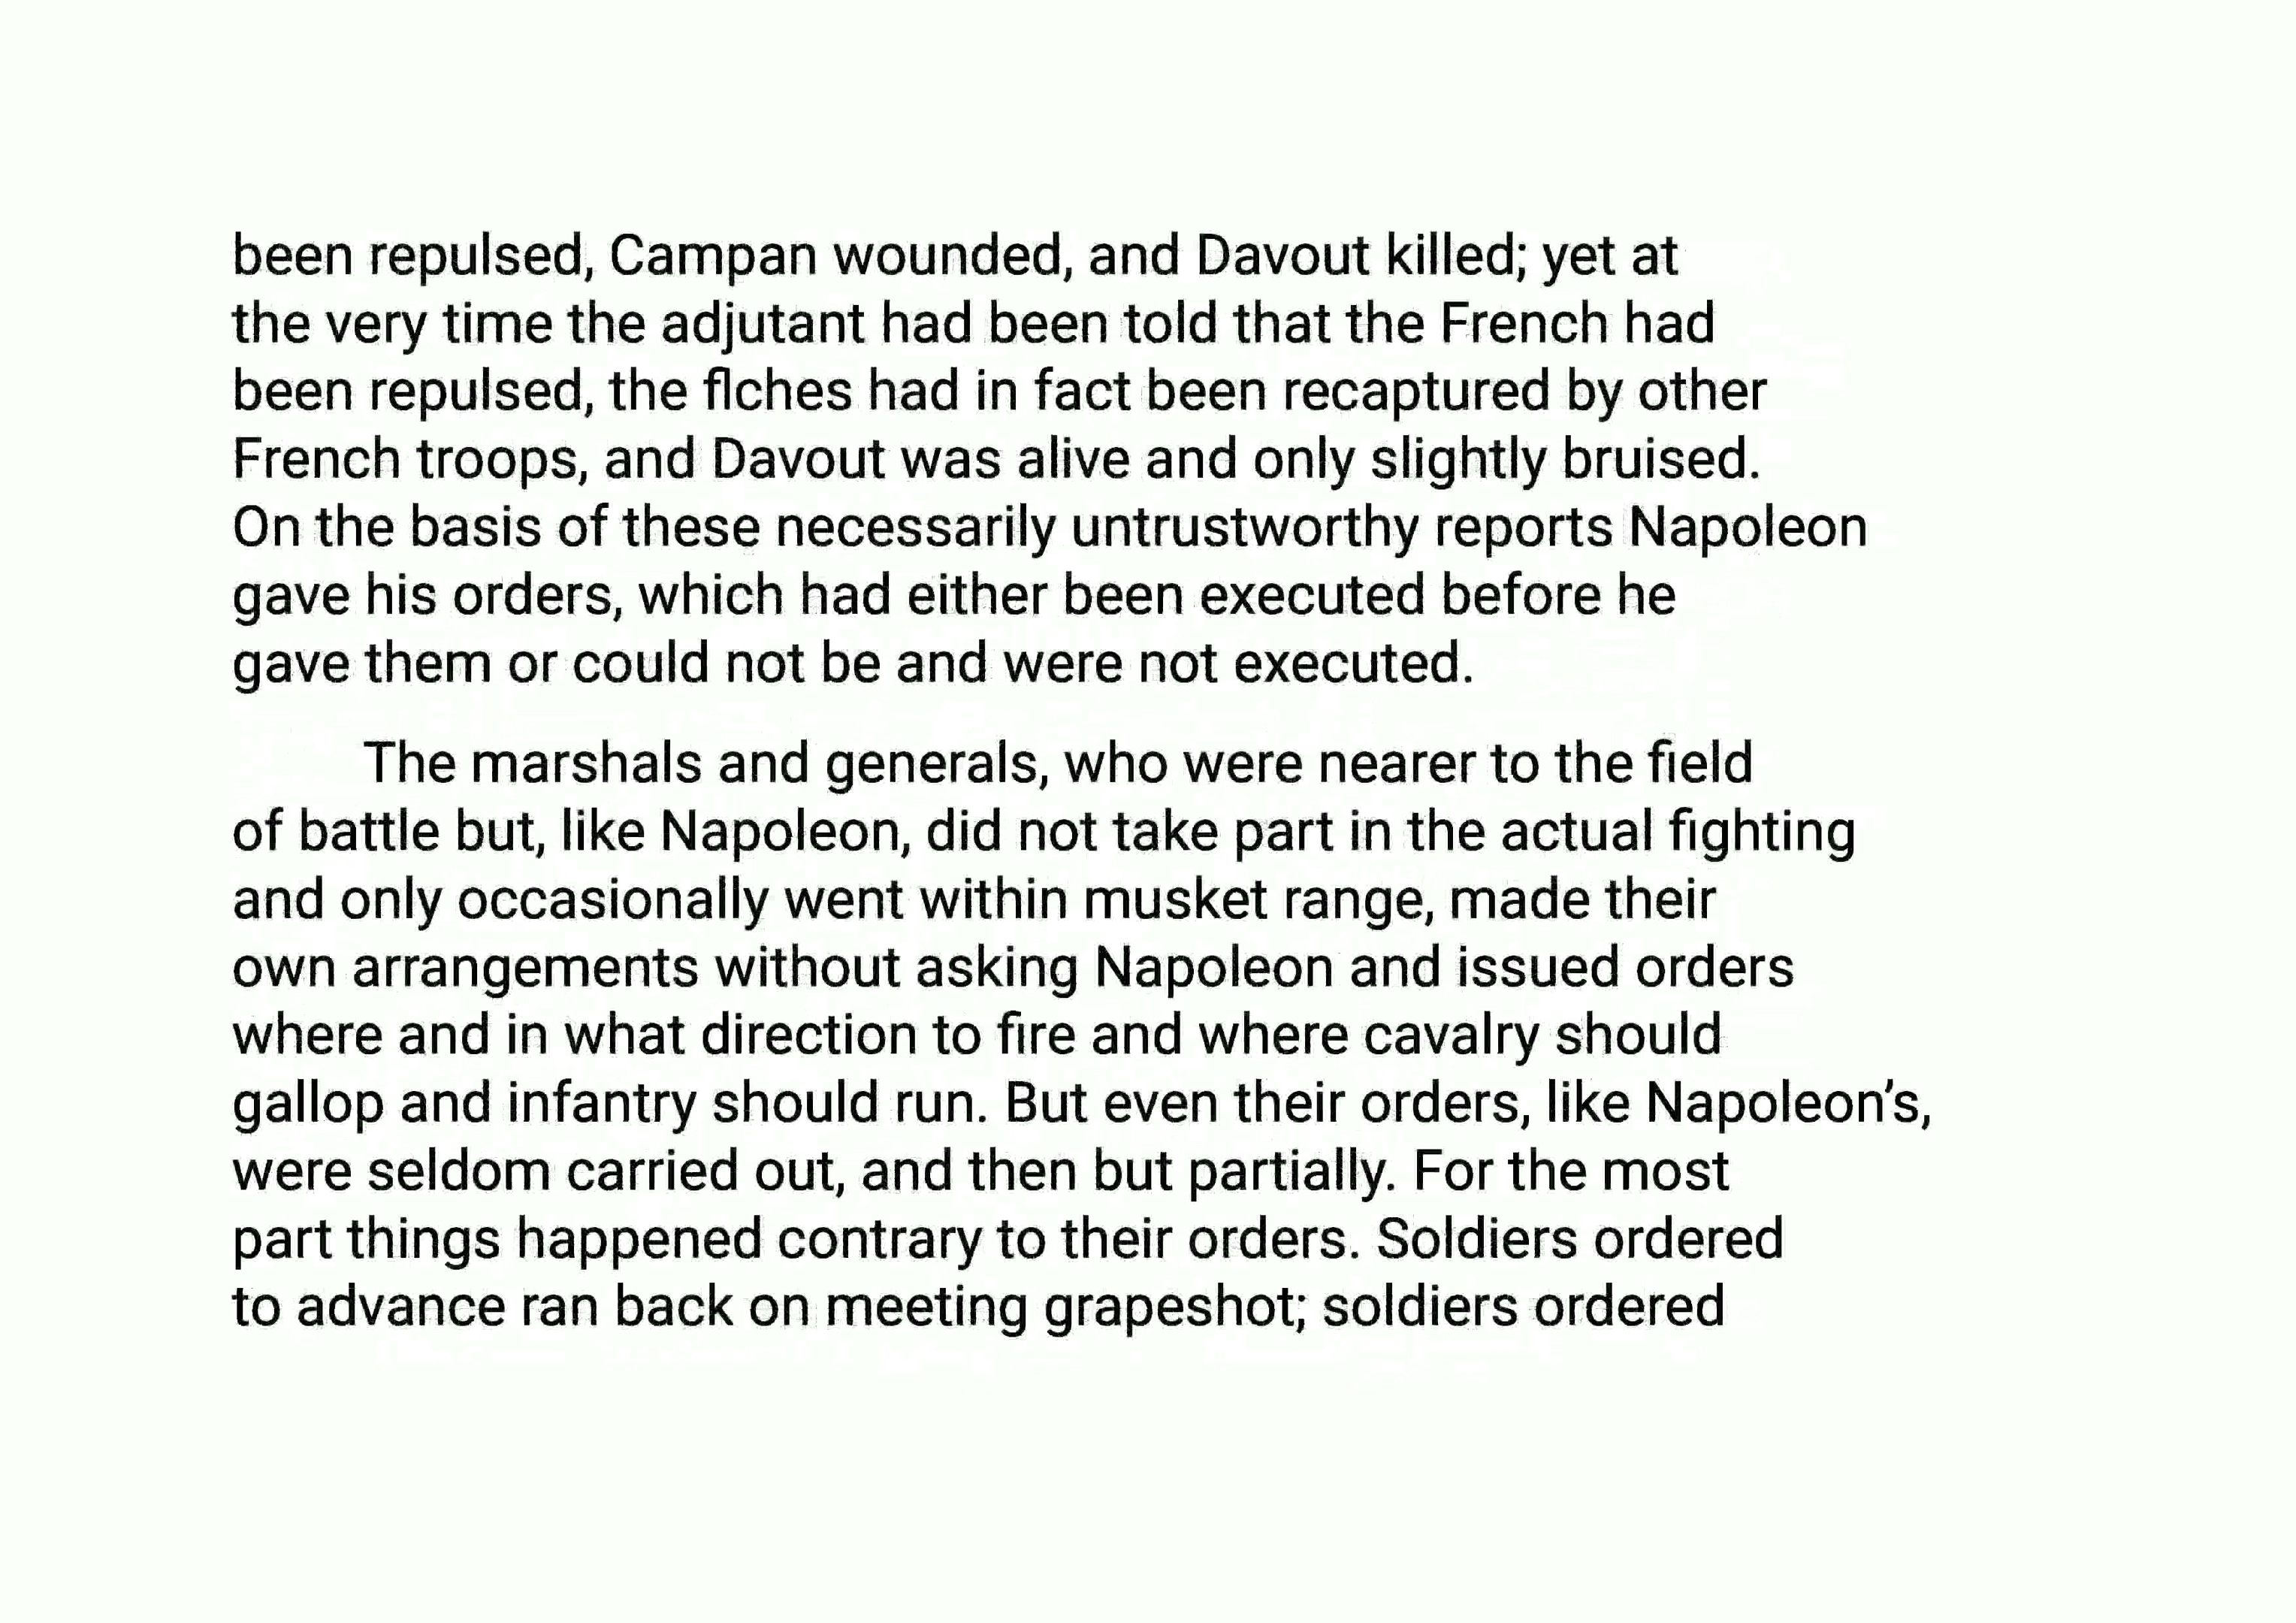 been repulsed, Campan wounded, and Davout killed; yet at
the very time the adjutant had been told that the French had
been repulsed, the flches had in fact been recaptured by other
French troops, and Davout was alive and only slightly bruised.
On the basis of these necessarily untrustworthy reports Napoleon
gave his orders, which had either been executed before he
gave them or could not be and were not executed.
The marshals and generals, who were nearer to the field
of battle but, like Napoleon, did not take part in the actual fighting
and only occasionally went within musket range, made their
own arrangements without asking Napoleon and issued orders
where and in what direction to fire and where cavalry should
gallop and infantry should run. But even their orders, like Napoleon’s,
were seldom carried out, and then but partially. For the most
part things happened contrary to their orders. Soldiers ordered
to advance ran back on meeting grapeshot; soldiers ordered